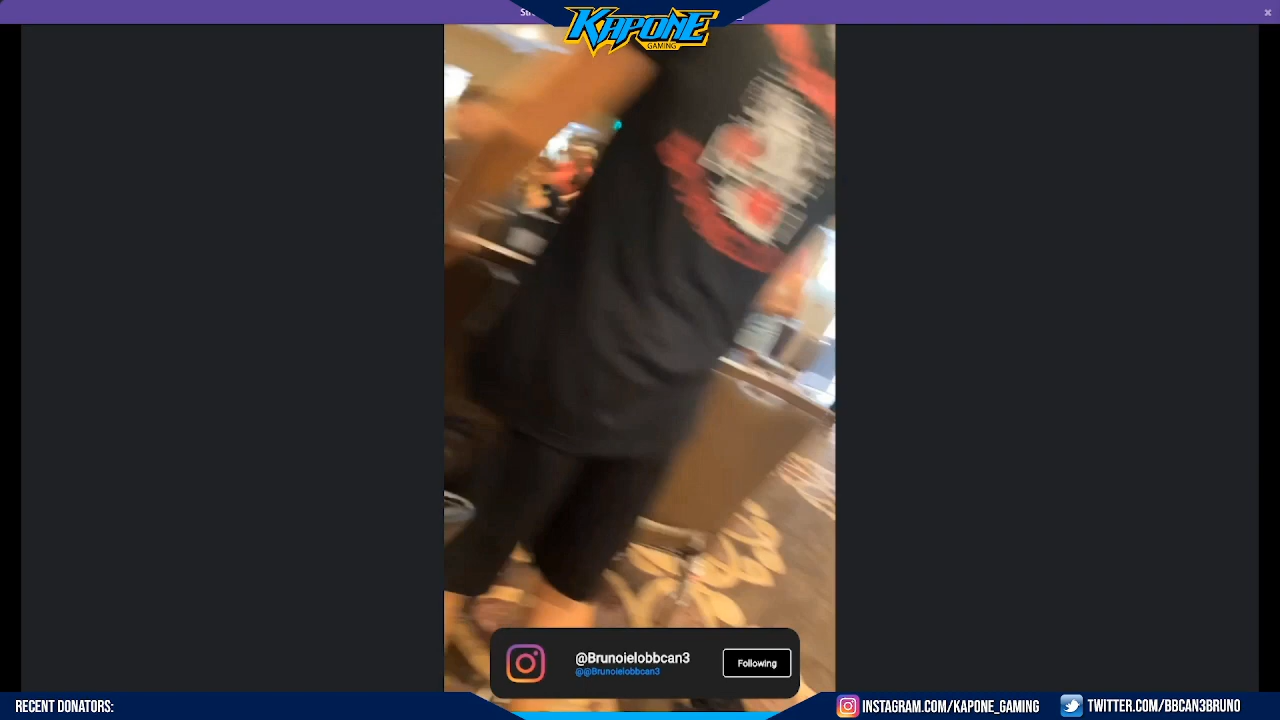 KAPONE
GAMING
@Brunoielobbcan3
@@Brunoielobbcan3
Following
RECENT DONATORS:
INSTAGRAM.COM/KAPONE_GAMING
TWITTER.COM/BBCAN3BRUNO